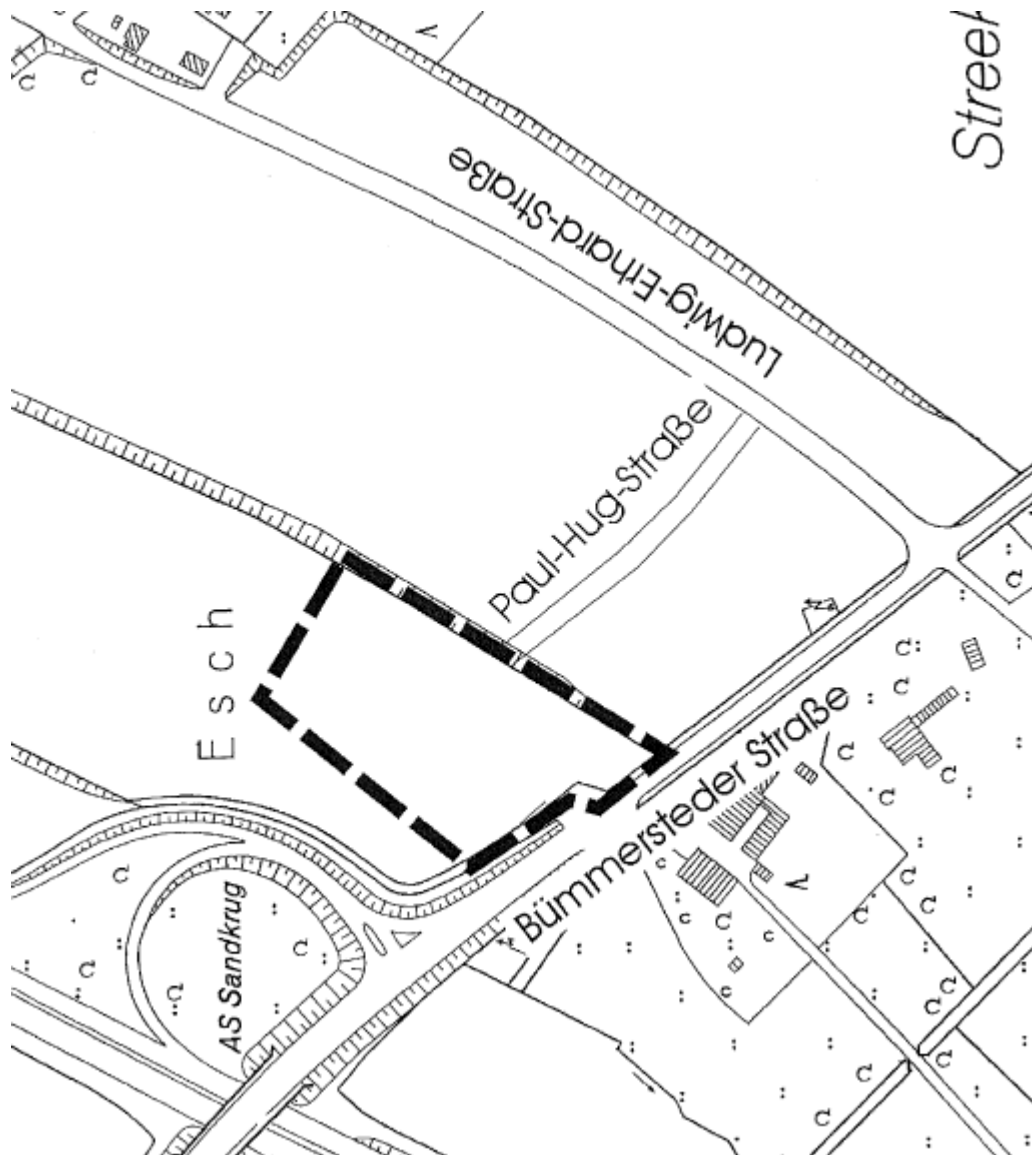 Streek
Ludwig-Erhard-Straße
Paul-Hug-Straße
Esch
Bümmersteder Straße
AS Sandkrug